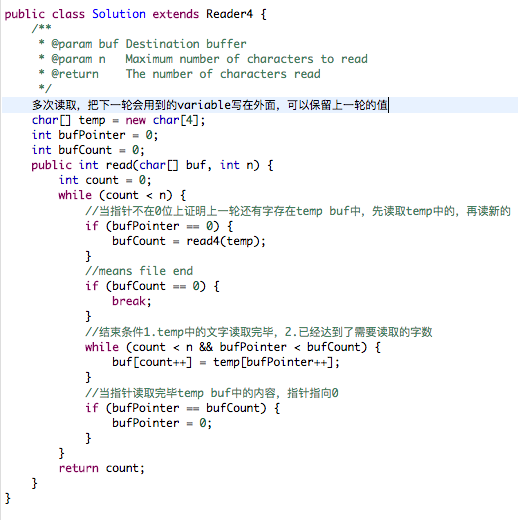 public class Solution extends Reader4 {
    /**
     * @param buf Destination buffer
     * @param n   Maximum number of characters to read
     * @return    The number of characters read
     */
    多次读取，把下一轮会用到的variable写在外面，可以保留上一轮的值
    char[] temp = new char[4];
    int bufPointer = 0;
    int bufCount = 0;
    public int read(char[] buf, int n) {
        int count = 0;
        while (count < n) {
            //当指针不在0位上证明上一轮还有字存在temp buf中，先读取temp中的，再读新的
            if (bufPointer == 0) {
                bufCount = read4(temp);
            }
            //means file end
            if (bufCount == 0) {
                break;
            }
            //结束条件1.temp中的文字读取完毕，2.已经达到了需要读取的字数
            while (count < n && bufPointer < bufCount) {
                buf[count++] = temp[bufPointer++];
            }
            //当指针读取完毕temp buf中的内容，指针指向0
            if (bufPointer == bufCount) {
                bufPointer = 0;
            }
        }
        return count;
    }
}